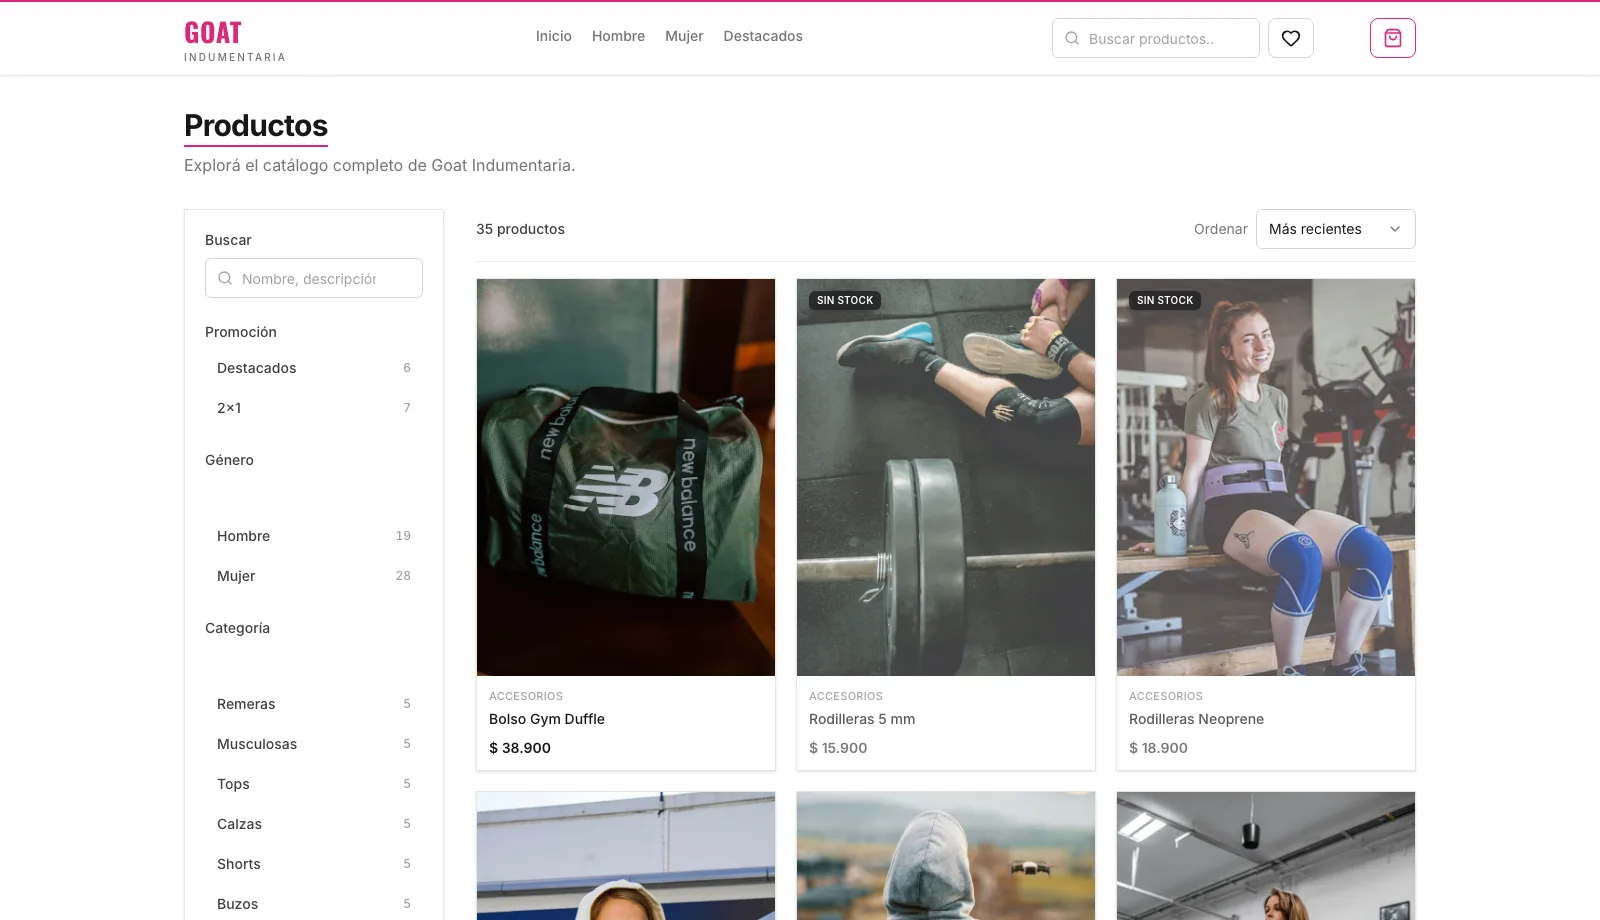 GOAT
INDUMENTARIA
Inicio Hombre Mujer Destacados
Buscar productos..
Productos
Explorá el catálogo completo de Goat Indumentaria.
Buscar
Nombre, descripción
Promoción
Destacados 6
2×1 7
Género
Hombre 19
Mujer 28
Categoría
Remeras 5
Musculosas 5
Tops 5
Calzas 5
Shorts 5
Buzos 5
35 productos
Ordenar Más recientes
new balance
newbalance
balance
NB
ACCESORIOS
Bolso Gym Duffle
$ 38.900
SIN STOCK
ACCESORIOS
Rodilleras 5 mm
$ 15.900
SIN STOCK
ACCESORIOS
Rodilleras Neoprene
$ 18.900